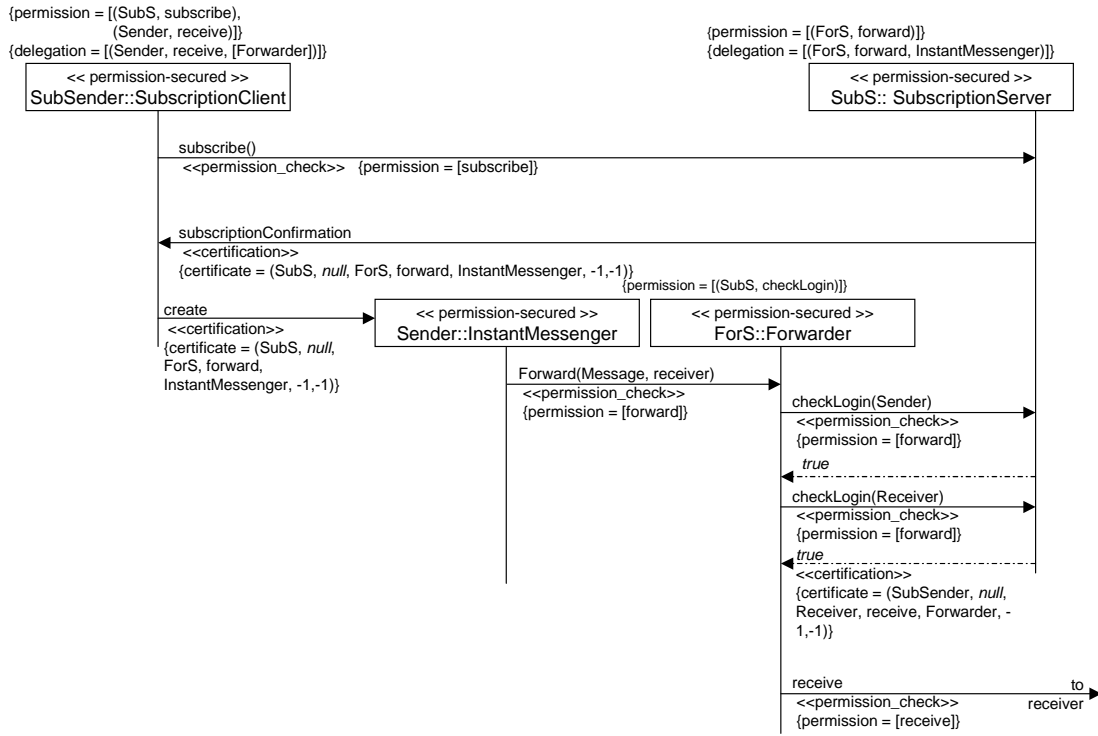 {permission = [(SubS, subscribe),
(Sender, receive)]}
{delegation = [(Sender, receive, [Forwarder])]}
{permission = [(ForS, forward)]}
{delegation = [(ForS, forward, InstantMessenger)]}
<< permission-secured >>
SubSender::SubscriptionClient
<< permission-secured >>
SubS:: SubscriptionServer
subscribe()
<<permission_check>> {permission = [subscribe]}
subscriptionConfirmation
<<certification>>
{certificate = (SubS, null, ForS, forward, InstantMessenger, -1,-1)}
{permission = [(SubS, checkLogin)]}
create
<<certification>>
{certificate = (SubS, null,
ForS, forward,
InstantMessenger, -1,-1)}
<< permission-secured >>
Sender::InstantMessenger
<< permission-secured >>
ForS::Forwarder
Forward(Message, receiver)
<<permission_check>>
{permission = [forward]}
checkLogin(Sender)
<<permission_check>>
{permission = [forward]}
true
checkLogin(Receiver)
<<permission_check>>
{permission = [forward]}
true
<<certification>>
{certificate = (SubSender, null,
Receiver, receive, Forwarder, -
1,-1)}
receive
<<permission_check>>
{permission = [receive]}
to
receiver